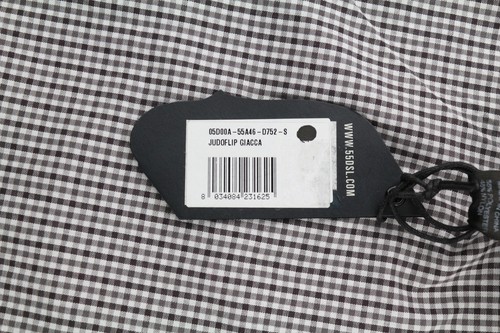 05D00A-55A46-D752-S
JUDOFLIP GIACCA
8 034084 231625
WWW.55DSL.COM